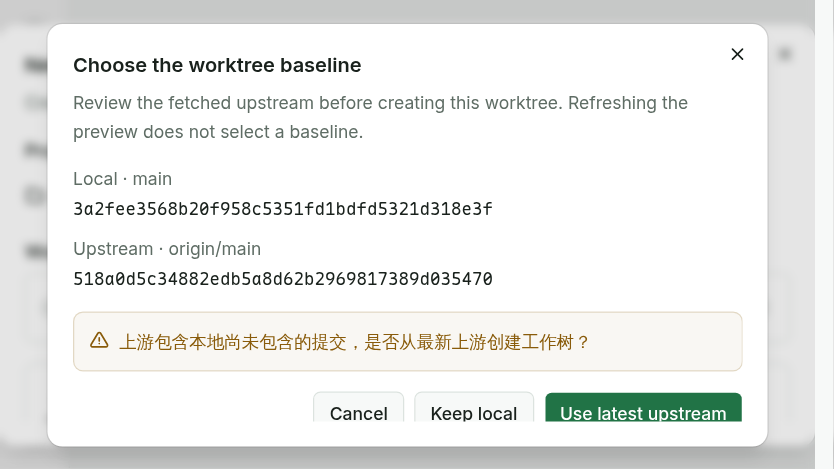 Choose the worktree baseline
Review the fetched upstream before creating this worktree. Refreshing the
preview does not select a baseline.
Local · main
3a2fee3568b20f958c5351fd1bdfd5321d318e3f
Upstream · origin/main
518a0d5c34882edb5a8d62b2969817389d035470
上游包含本地尚未包含的提交，是否从最新上游创建工作树？
Cancel
Keep local
Use latest upstream